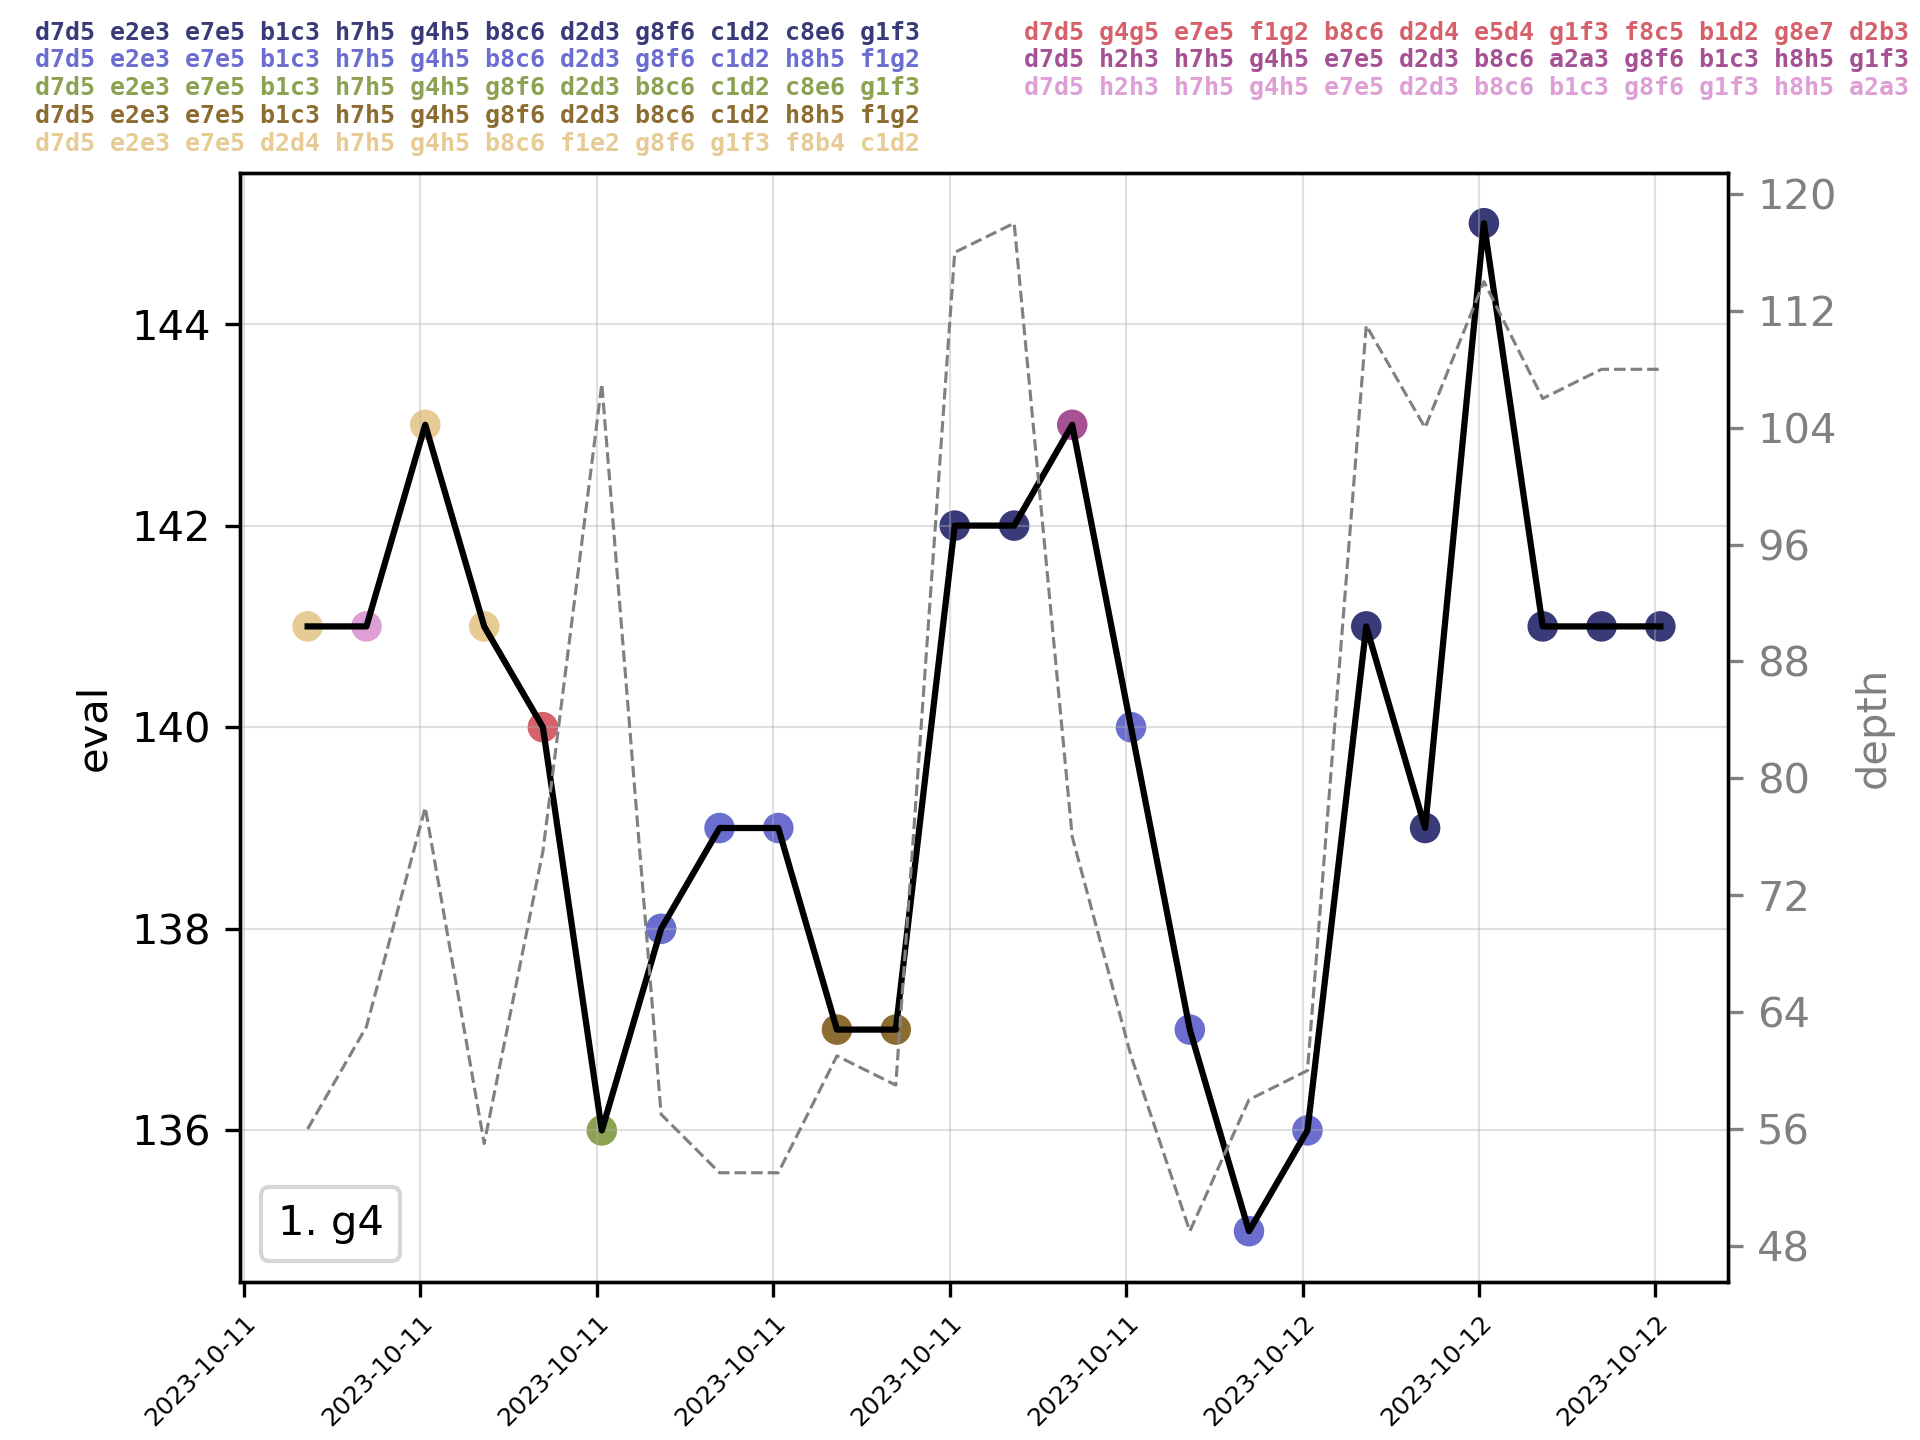 d7d5 e2e3 e7e5 b1c3 h7h5 g4h5 b8c6 d2d3 g8f6 c1d2 c8e6 g1f3
d7d5 e2e3 e7e5 b1c3 h7h5 g4h5 b8c6 d2d3 g8f6 c1d2 h8h5 f1g2
d7d5 e2e3 e7e5 b1c3 h7h5 g4h5 g8f6 d2d3 b8c6 c1d2 c8e6 g1f3
d7d5 e2e3 e7e5 b1c3 h7h5 g4h5 g8f6 d2d3 b8c6 c1d2 h8h5 f1g2
d7d5 e2e3 e7e5 d2d4 h7h5 g4h5 b8c6 f1e2 g8f6 g1f3 f8b4 c1d2
d7d5 g4g5 e7e5 f1g2 b8c6 d2d4 e5d4 g1f3 f8c5 b1d2 g8e7 d2b3
d7d5 h2h3 h7h5 g4h5 e7e5 d2d3 b8c6 a2a3 g8f6 b1c3 h8h5 g1f3
d7d5 h2h3 h7h5 g4h5 e7e5 d2d3 b8c6 b1c3 g8f6 g1f3 h8h5 a2a3
eval
144
142
140
138
136
120
112
104
96
88
80
72
64
56
48
depth
1. g4
2023-10-11
2023-10-11
2023-10-11
2023-10-11
2023-10-11
2023-10-11
2023-10-12
2023-10-12
2023-10-12